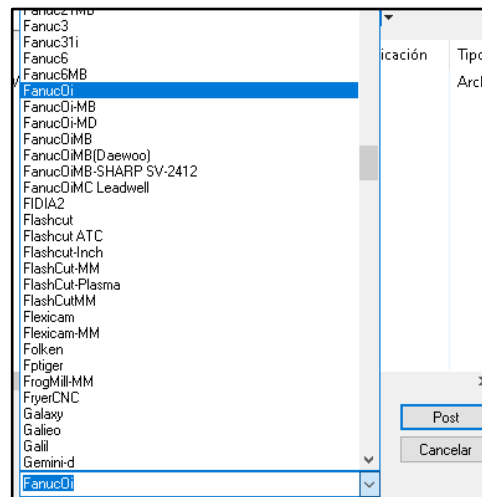 Fanuc21MB
Fanuc3
Fanuc31i
Fanuc6
Fanuc6MB
Fanuc0i
Fanuc0i-MB
Fanuc0i-MD
Fanuc0iMB
Fanuc0iMB(Daewoo)
Fanuc0iMB-SHARP SV-2412
Fanuc0iMC Leadwell
FIDIA2
Flashcut
Flashcut ATC
Flashcut-Inch
FlashCut-MM
FlashCut-Plasma
FlashCutMM
Flexicam
Flexicam-MM
Folken
Fptiger
FrogMill-MM
FryerCNC
Galaxy
Galieo
Galil
Gemini-d
Fanuc0i
icación Tipo
Arcl
Post
Cancelar